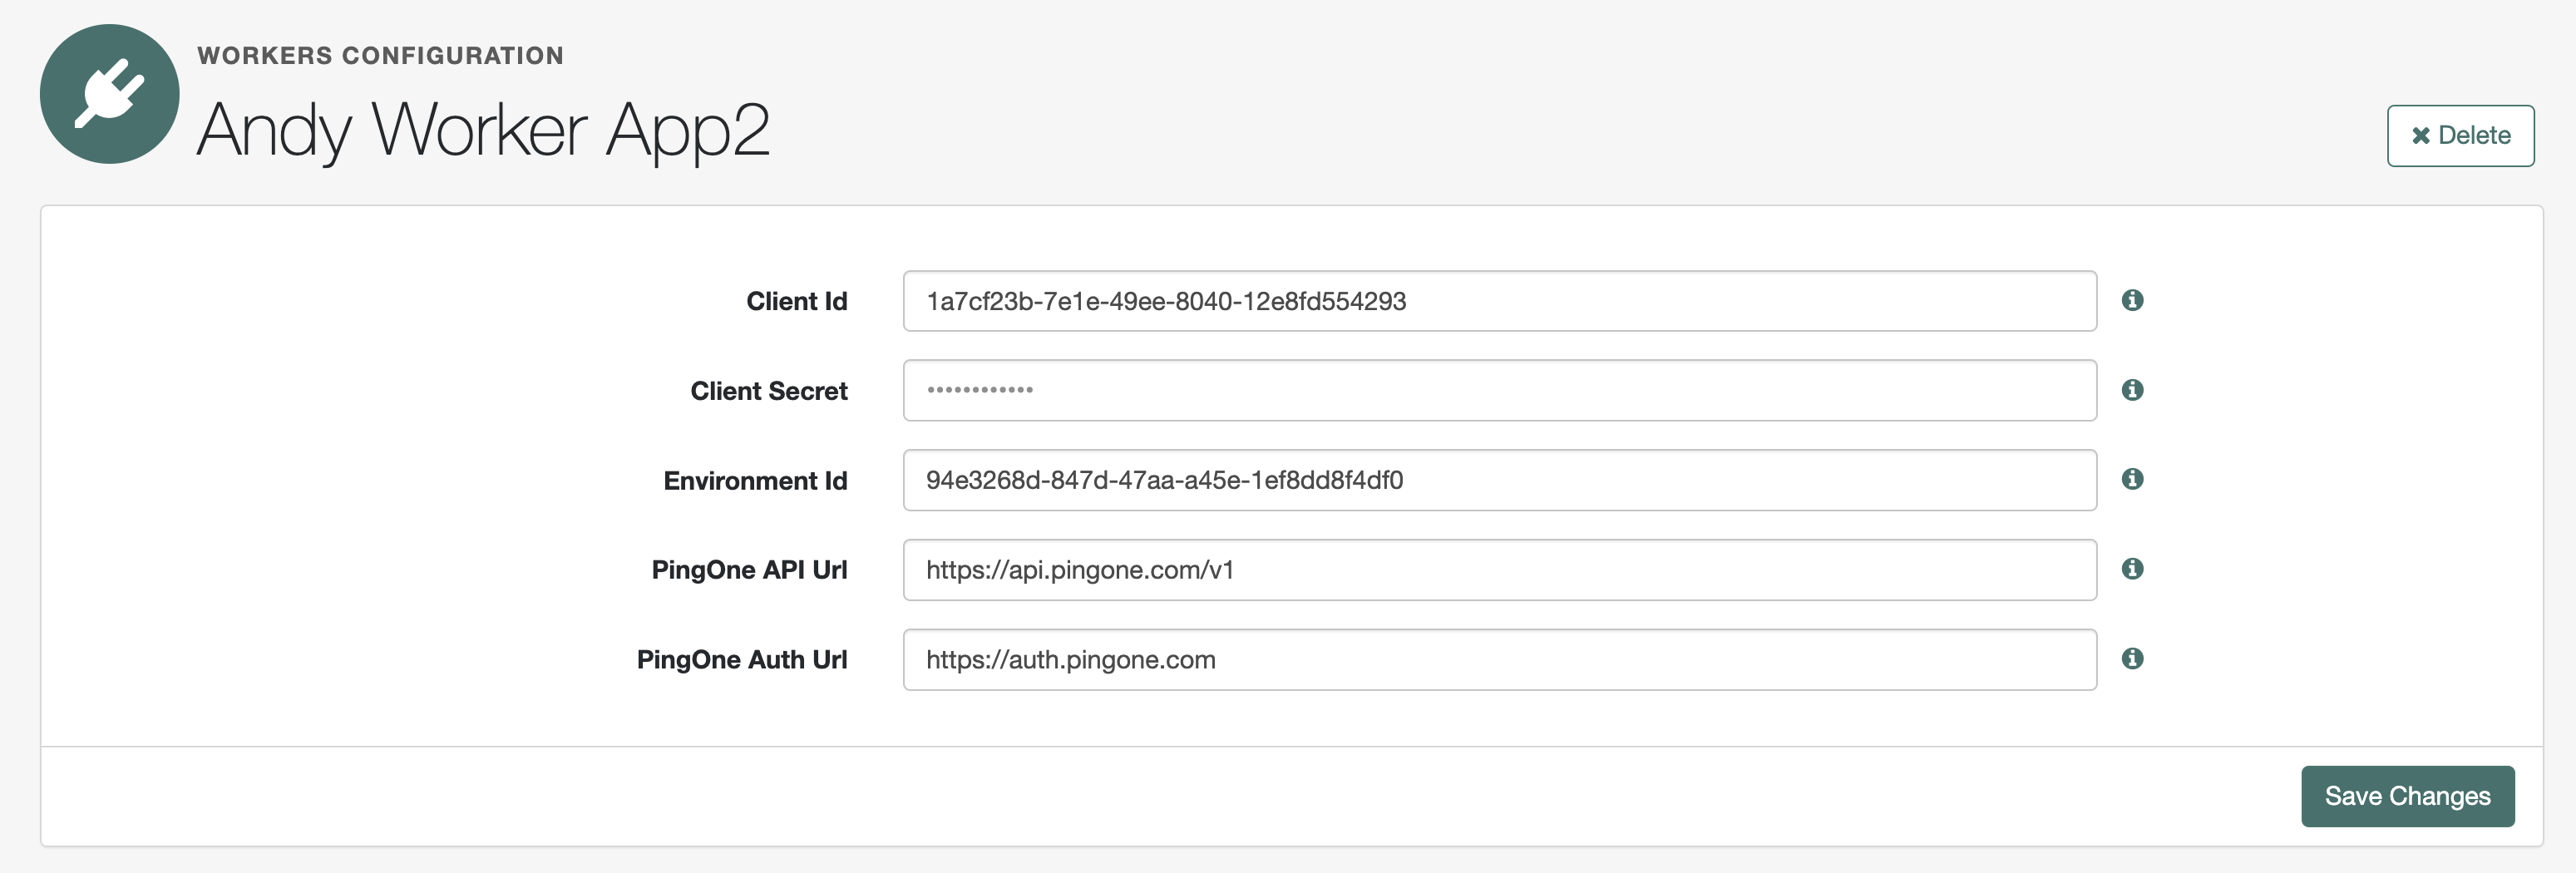 WORKERS CONFIGURATION
Andy Worker App2
Delete
Client Id
1a7cf23b-7e1e-49ee-8040-12e8fd554293
Client Secret
••••••••••••
Environment Id
94e3268d-847d-47aa-a45e-1ef8dd8f4df0
PingOne API Url
https://api.pingone.com/v1
PingOne Auth Url
https://auth.pingone.com
Save Changes